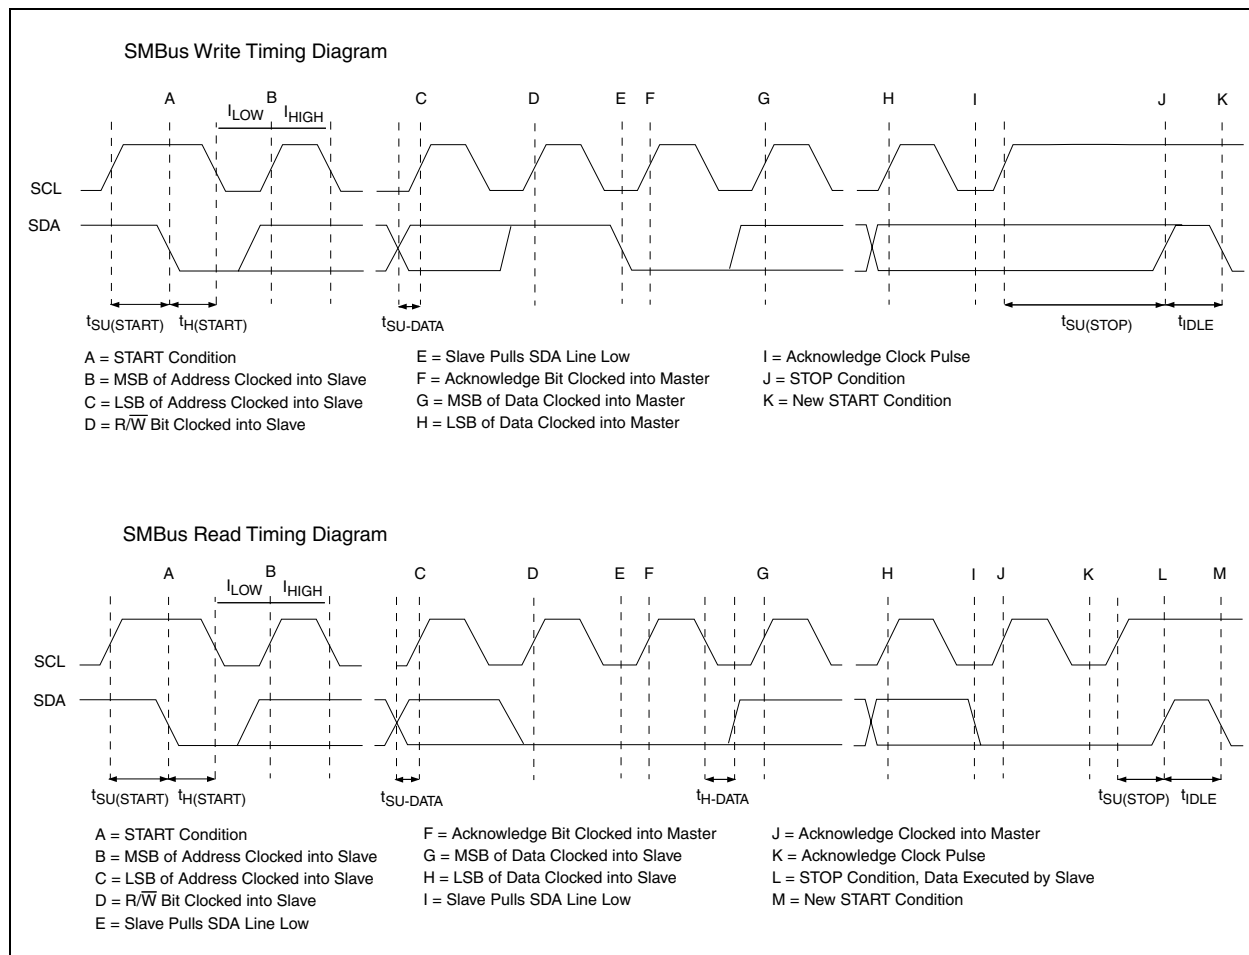 SMBus Write Timing Diagram
A B C D E F G H I J K
ILOW IHIGH
SCL
SDA
tSU(START) tH(START) tSU-DATA tSU(STOP) tIDLE
A = START Condition
B = MSB of Address Clocked into Slave
C = LSB of Address Clocked into Slave
D = R/W̅ Bit Clocked into Slave
E = Slave Pulls SDA Line Low
F = Acknowledge Bit Clocked into Master
G = MSB of Data Clocked into Master
H = LSB of Data Clocked into Master
I = Acknowledge Clock Pulse
J = STOP Condition
K = New START Condition
SMBus Read Timing Diagram
A B C D E F G H I J K L M
ILOW IHIGH
SCL
SDA
tSU(START) tH(START) tSU-DATA tH-DATA tSU(STOP) tIDLE
A = START Condition
B = MSB of Address Clocked into Slave
C = LSB of Address Clocked into Slave
D = R/W̅ Bit Clocked into Slave
E = Slave Pulls SDA Line Low
F = Acknowledge Bit Clocked into Master
G = MSB of Data Clocked into Slave
H = LSB of Data Clocked into Slave
I = Slave Pulls SDA Line Low
J = Acknowledge Clocked into Master
K = Acknowledge Clock Pulse
L = STOP Condition, Data Executed by Slave
M = New START Condition